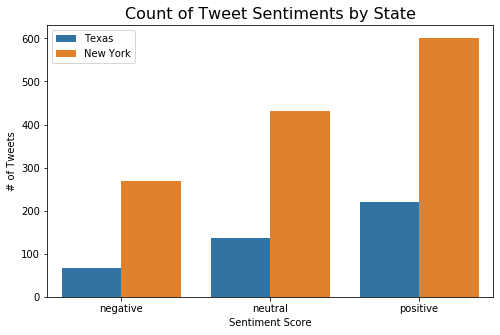 Count of Tweet Sentiments by State
Texas
New York
600
500
400
300
200
100
0
# of Tweets
negative neutral positive
Sentiment Score